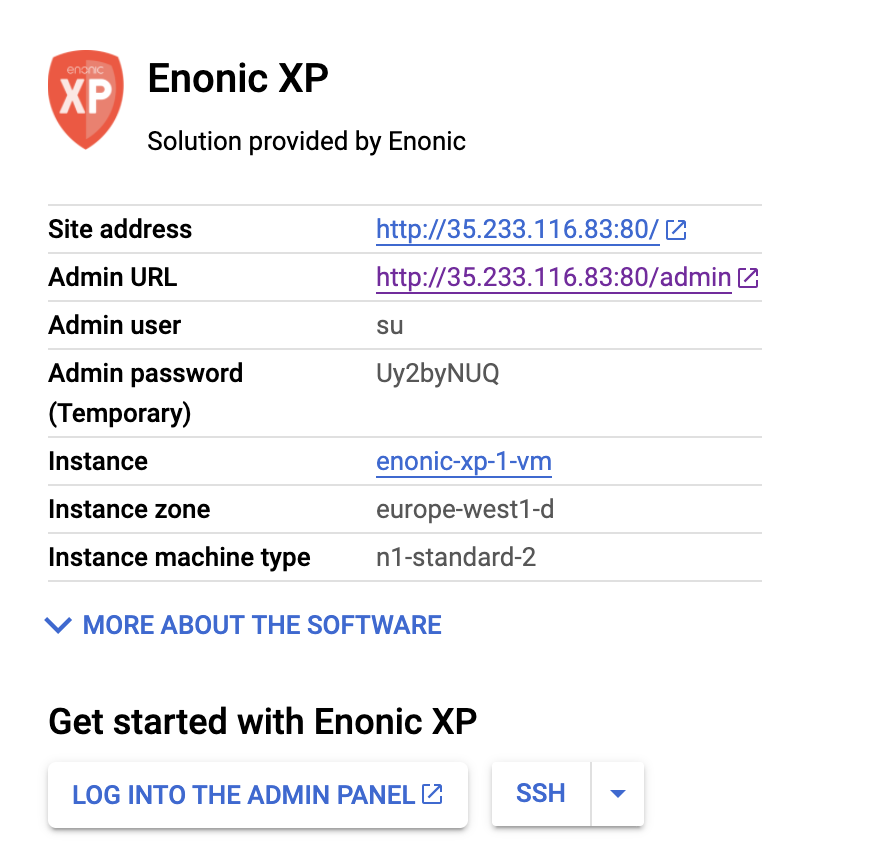 enonic
XP
Enonic XP
Solution provided by Enonic
Site address http://35.233.116.83:80/
Admin URL http://35.233.116.83:80/admin
Admin user su
Admin password Uy2byNUQ
(Temporary)
Instance enonic-xp-1-vm
Instance zone europe-west1-d
Instance machine type n1-standard-2
MORE ABOUT THE SOFTWARE
Get started with Enonic XP
LOG INTO THE ADMIN PANEL SSH